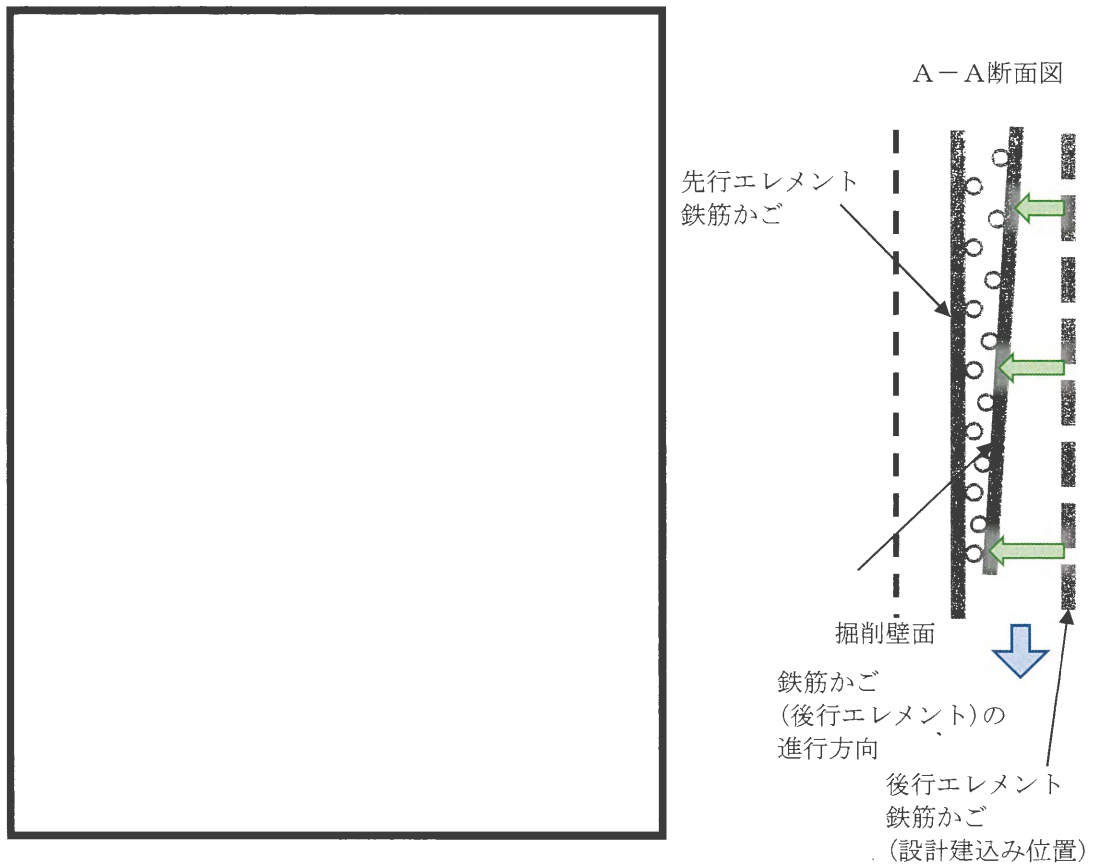 A－A断面図
先行エレメント
鉄筋かご
掘削壁面
鉄筋かご
(後行エレメント)の
進行方向
後行エレメント
鉄筋かご
(設計建込み位置)